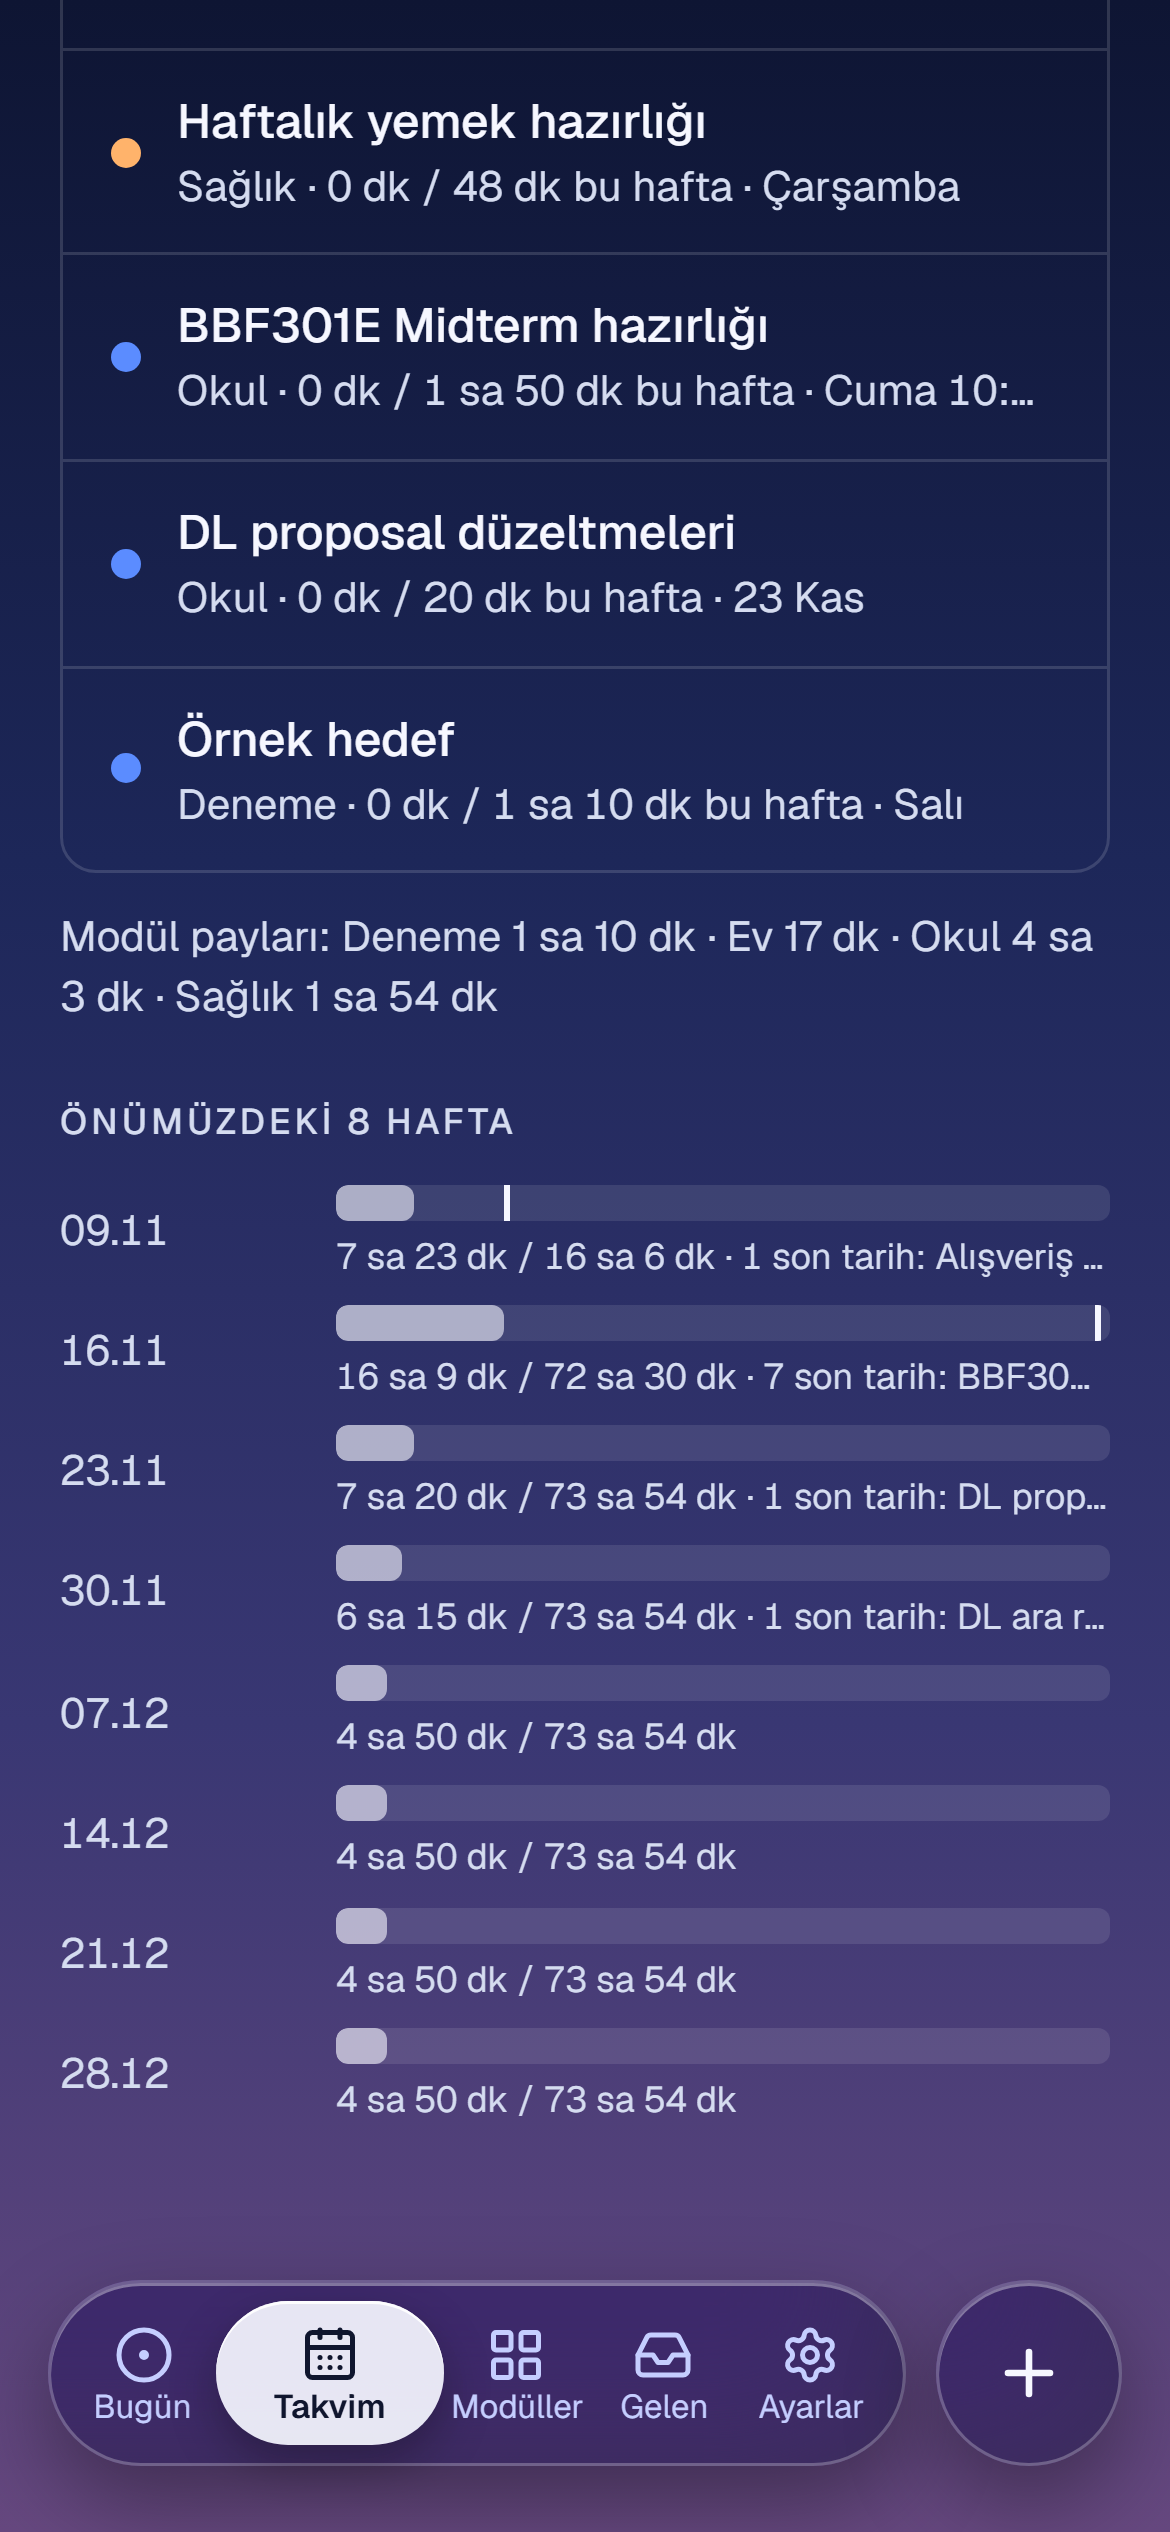 Haftalık yemek hazırlığı
Sağlık · 0 dk / 48 dk bu hafta · Çarşamba
BBF301E Midterm hazırlığı
Okul · 0 dk / 1 sa 50 dk bu hafta · Cuma 10:...
DL proposal düzeltmeleri
Okul · 0 dk / 20 dk bu hafta · 23 Kas
Örnek hedef
Deneme · 0 dk / 1 sa 10 dk bu hafta · Salı
Modül payları: Deneme 1 sa 10 dk · Ev 17 dk · Okul 4 sa
3 dk · Sağlık 1 sa 54 dk
ÖNÜMÜZDEKİ 8 HAFTA
09.11
7 sa 23 dk / 16 sa 6 dk · 1 son tarih: Alışveriş ...
16.11
16 sa 9 dk / 72 sa 30 dk · 7 son tarih: BBF30...
23.11
7 sa 20 dk / 73 sa 54 dk · 1 son tarih: DL prop...
30.11
6 sa 15 dk / 73 sa 54 dk · 1 son tarih: DL ara r...
07.12
4 sa 50 dk / 73 sa 54 dk
14.12
4 sa 50 dk / 73 sa 54 dk
21.12
4 sa 50 dk / 73 sa 54 dk
28.12
4 sa 50 dk / 73 sa 54 dk
Bugün Takvim Modüller Gelen Ayarlar